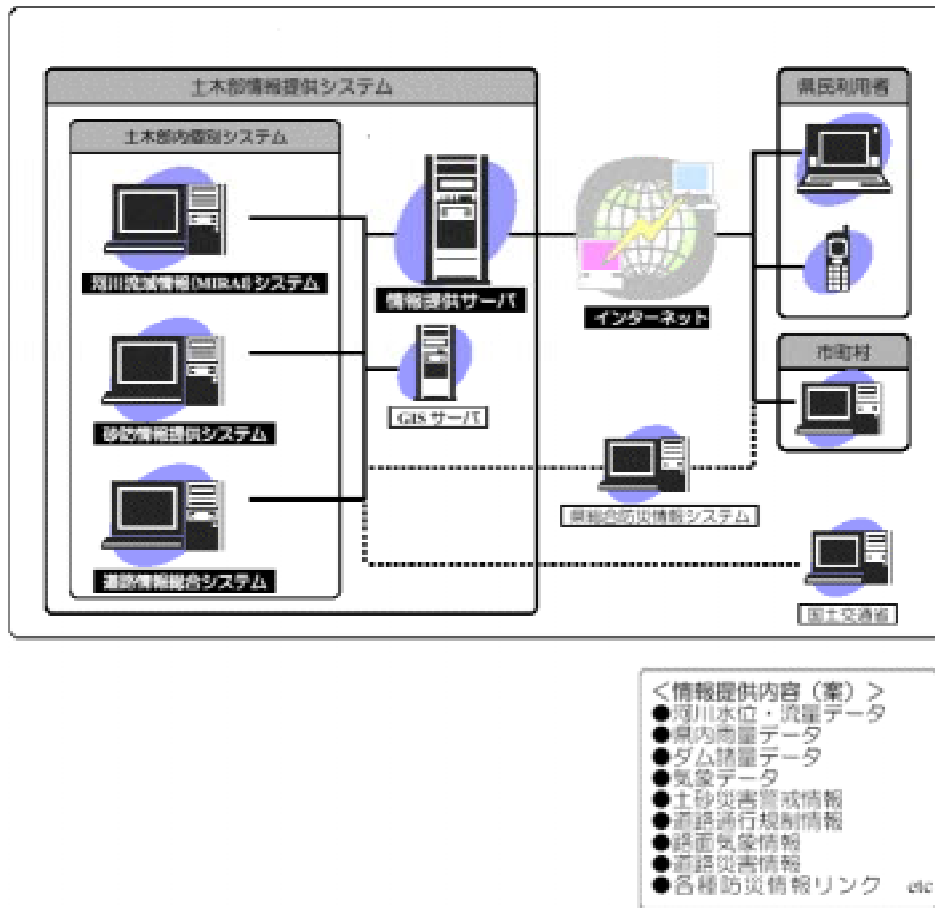 土木部情報提供システム
県民利用者
土木部内個別システム
河川流域情報(MIRAI)システム
情報提供サーバ
インターネット
市町村
GIS サーバ
砂防情報提供システム
県総合防災情報システム
道路情報総合システム
国土交通省
＜情報提供内容（案）＞
●河川水位・流量データ
●県内雨量データ
●ダム諸量データ
●気象データ
●土砂災害警戒情報
●道路通行規制情報
●路面気象情報
●道路災害情報
●各種防災情報リンク etc